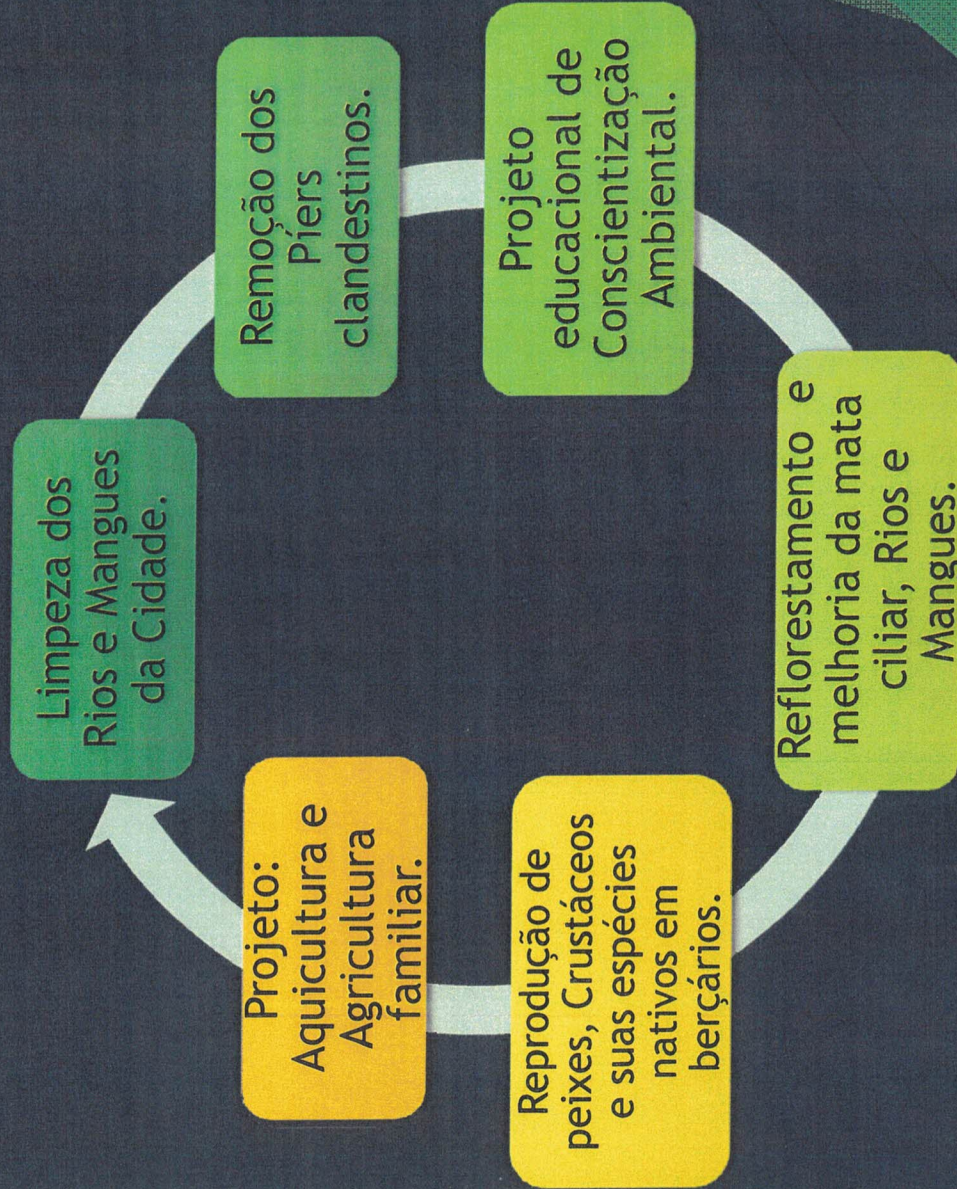 Limpeza dos
Rios e Mangues
da Cidade.
Remoção dos
Píers
clandestinos.
Projeto
educacional de
Conscientização
Ambiental.
Reflorestamento e
melhoria da mata
ciliar, Rios e
Mangues.
Reprodução de
peixes, Crustáceos
e suas espécies
nativos em
berçários.
Projeto:
Aquicultura e
Agricultura
familiar.